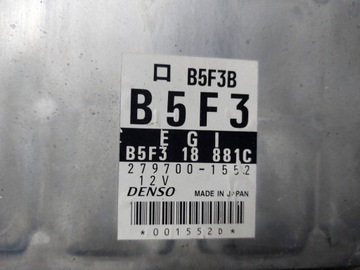 B5F3B
B5F3
EGI
B5F3 18 881C
279700-1552
12V
DENSO MADE IN JAPAN
*001552D*